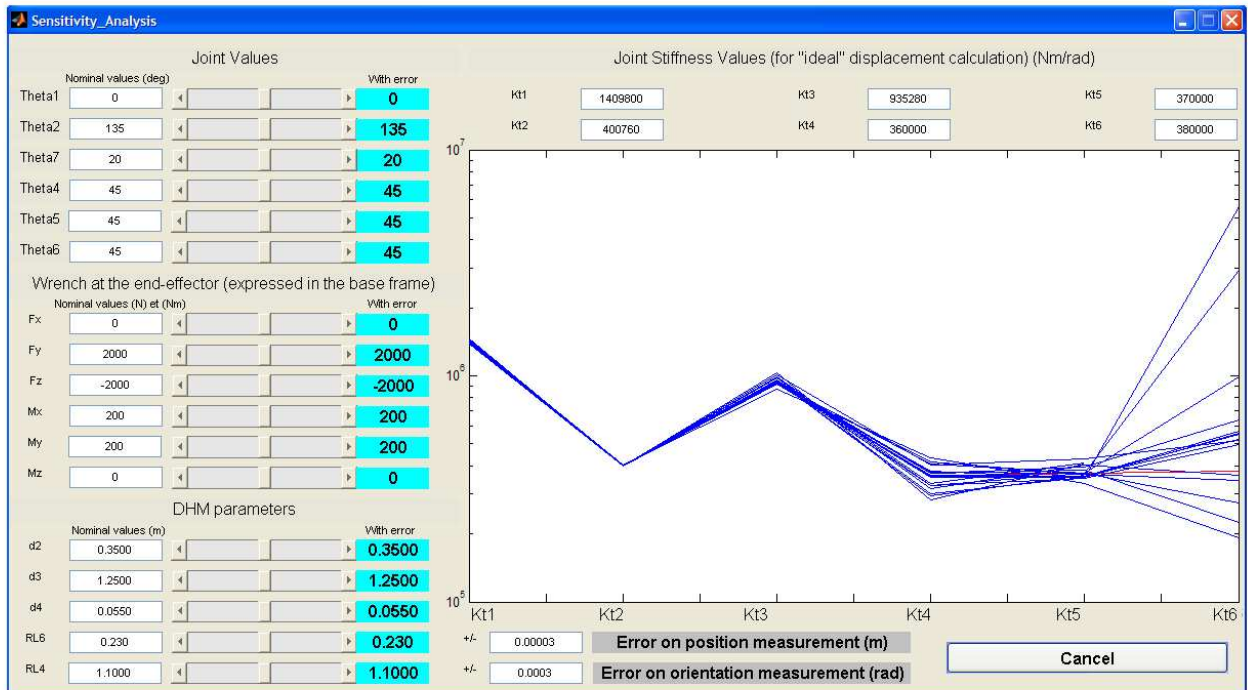 Sensitivity_Analysis
Joint Values
Nominal values (deg) With error
Theta1 0 0
Theta2 135 135
Theta7 20 20
Theta4 45 45
Theta5 45 45
Theta6 45 45
Wrench at the end-effector (expressed in the base frame)
Nominal values (N) et (Nm) With error
Fx 0 0
Fy 2000 2000
Fz -2000 -2000
Mx 200 200
My 200 200
Mz 0 0
DHM parameters
Nominal values (m) With error
d2 0.3500 0.3500
d3 1.2500 1.2500
d4 0.0550 0.0550
RL6 0.230 0.230
RL4 1.1000 1.1000
Joint Stiffness Values (for "ideal" displacement calculation) (Nm/rad)
Kt1 1409800 Kt3 935280 Kt5 370000
Kt2 400760 Kt4 360000 Kt6 380000
10^7
10^6
10^5
Kt1 Kt2 Kt3 Kt4 Kt5 Kt6
+/- 0.00003 Error on position measurement (m)
+/- 0.0003 Error on orientation measurement (rad)
Cancel